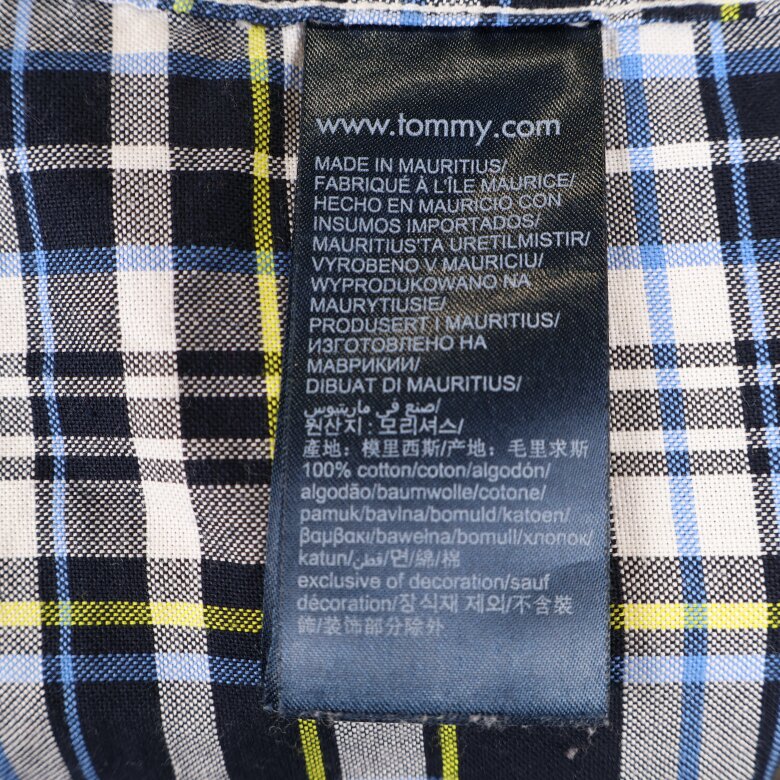 www.tommy.com
MADE IN MAURITIUS/
FABRIQUÉ À L'ÎLE MAURICE/
HECHO EN MAURICIO CON
INSUMOS IMPORTADOS/
MAURITIUS'TA URETILMISTIR/
VYROBENO V MAURICIU/
WYPRODUKOWANO NA
MAURYTIUSIE/
PRODUSERT I MAURITIUS/
ИЗГОТОВЛЕНО НА
МАВРИКИИ/
DIBUAT DI MAURITIUS/
صنع في ماريتيوس/
원산지 : 모리셔스/
產地: 模里西斯/产地: 毛里求斯
100% cotton/coton/algodón/
algodão/baumwolle/cotone/
pamuk/bavlna/bomuld/katoen/
βαμβακι/bawełna/bomull/хлопок/
katun/قطن/면/綿/棉
exclusive of decoration/sauf
décoration/장식재 제외/不含裝
飾/装饰部分除外